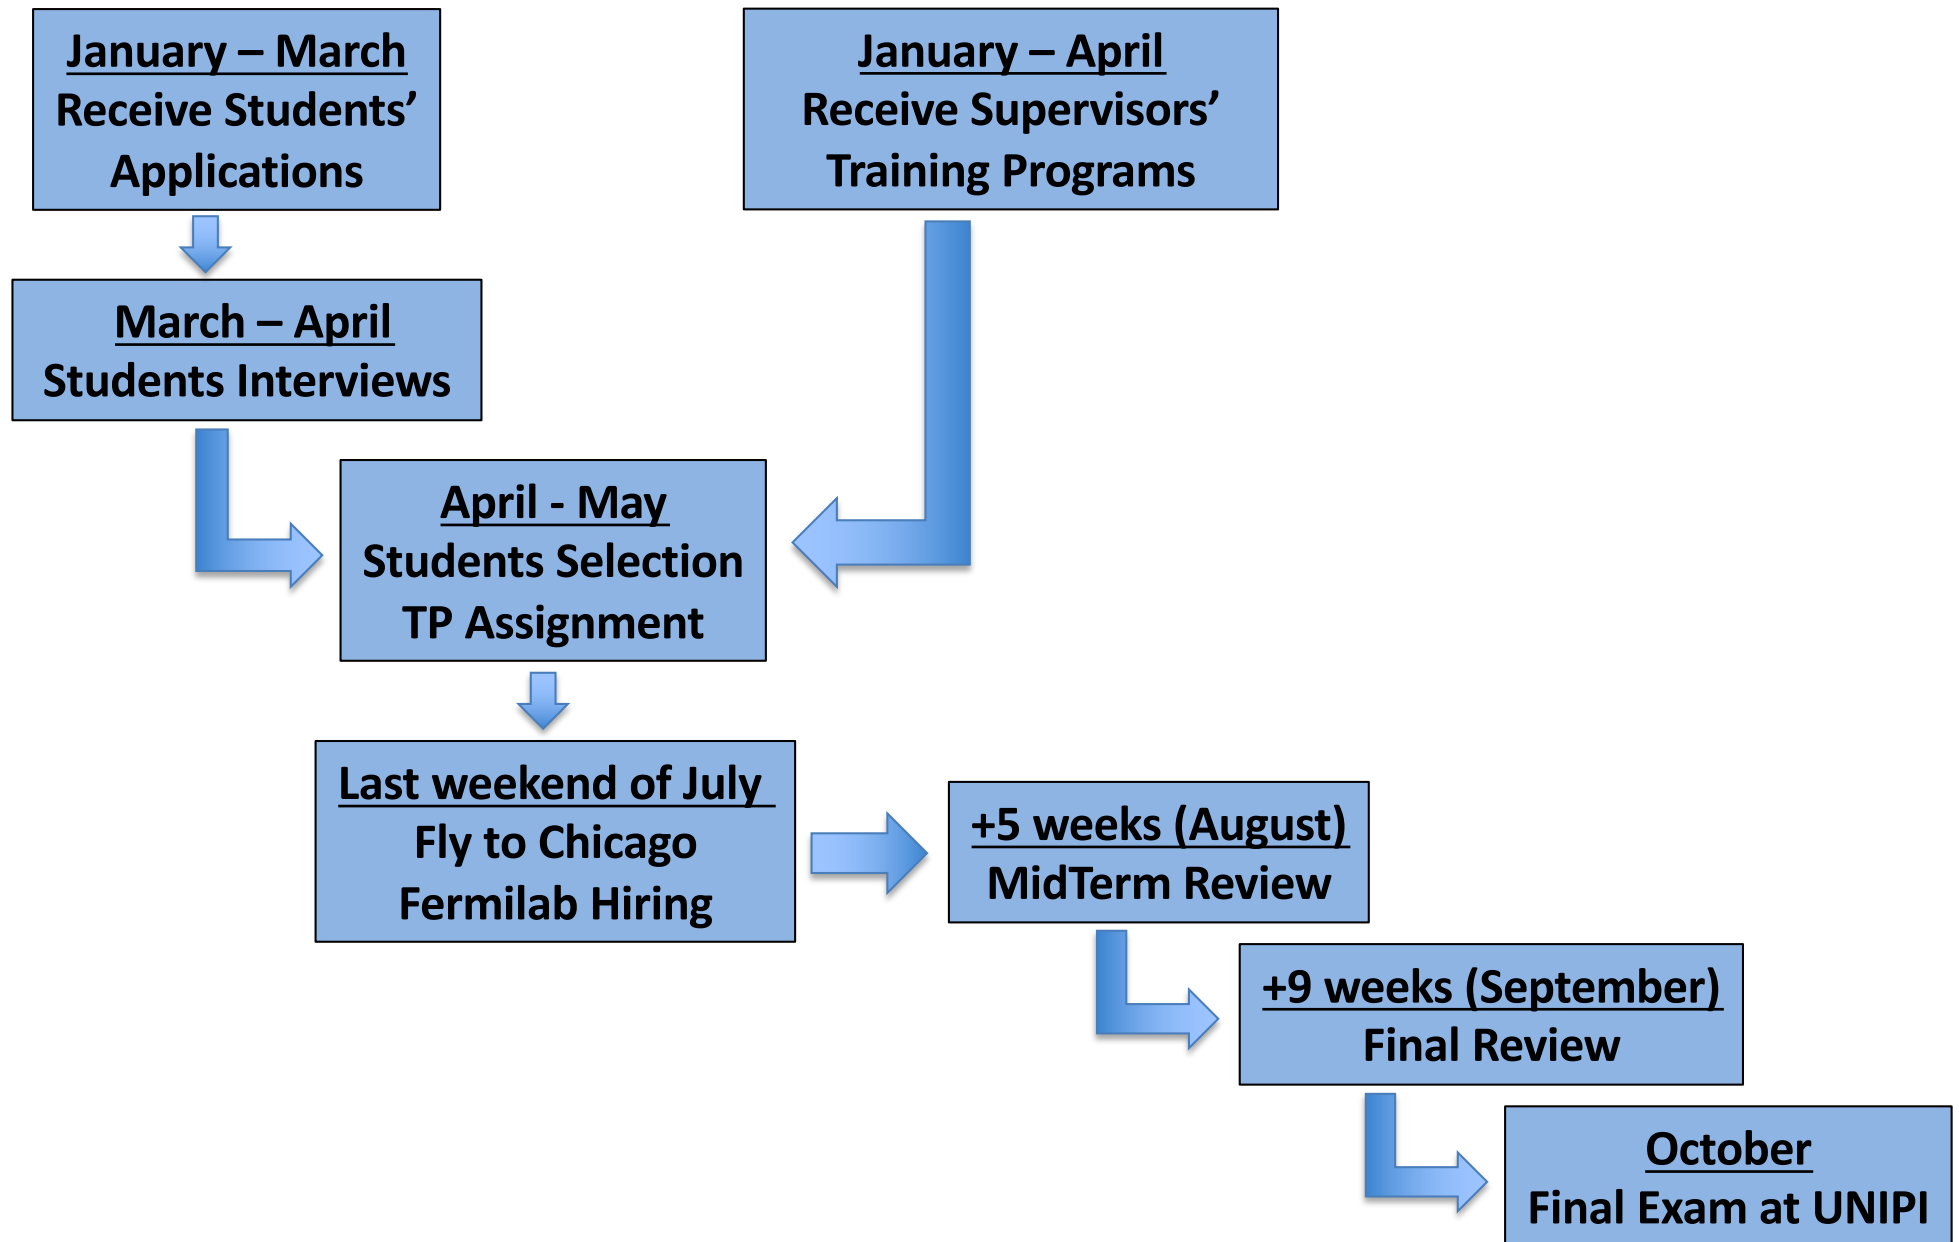 January – March
Receive Students’
Applications
January – April
Receive Supervisors’
Training Programs
March – April
Students Interviews
April - May
Students Selection
TP Assignment
Last weekend of July
Fly to Chicago
Fermilab Hiring
+5 weeks (August)
MidTerm Review
+9 weeks (September)
Final Review
October
Final Exam at UNIPI